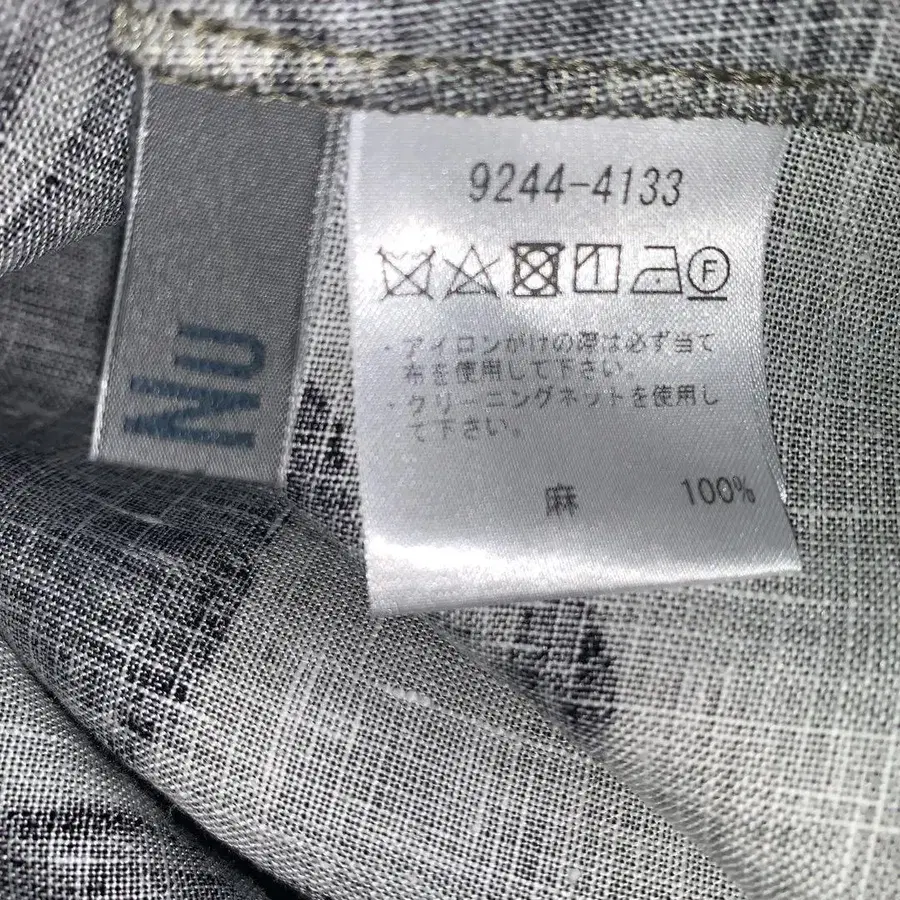 9244-4133
F
・アイロンがけの際は必ず当て
布を使用して下さい。
・クリーニングネットを使用し
て下さい。
麻 100%
NU